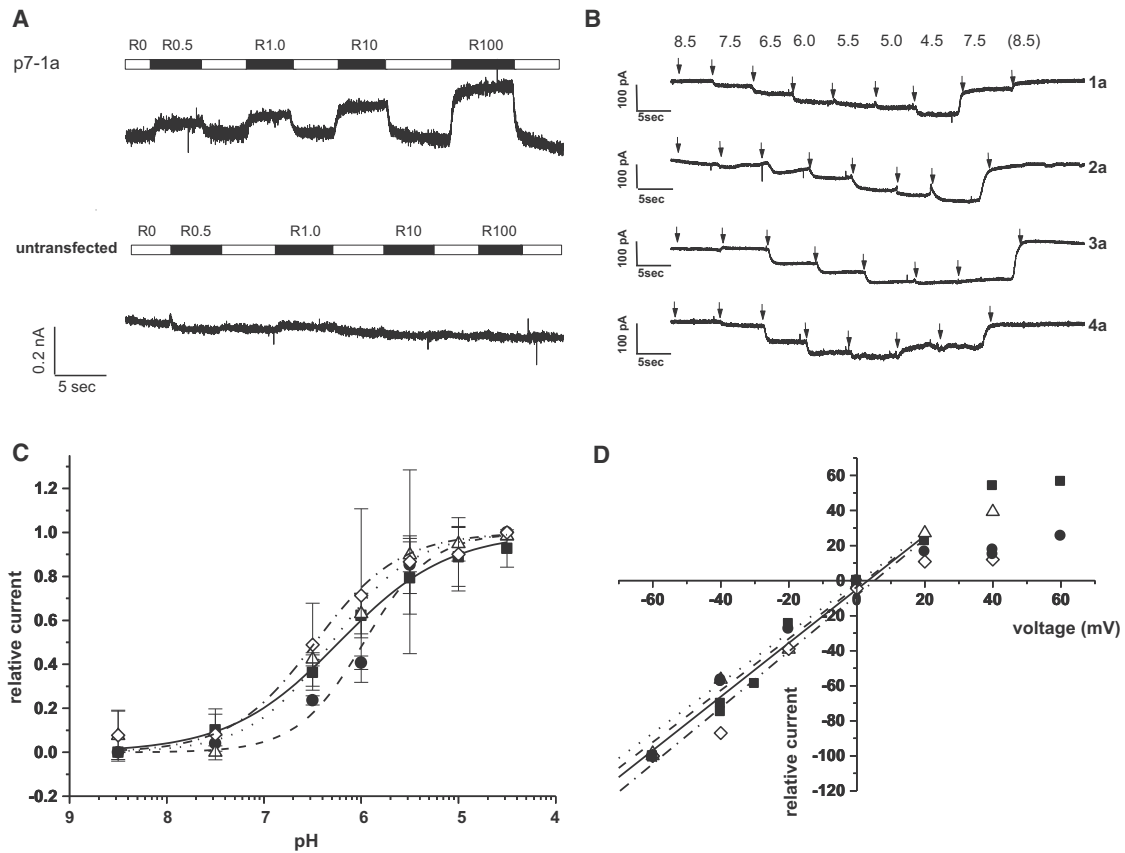 A
R0 R0.5 R1.0 R10 R100
p7-1a
R0 R0.5 R1.0 R10 R100
untransfected
0.2 nA
5 sec
B
8.5 7.5 6.5 6.0 5.5 5.0 4.5 7.5 (8.5)
100 pA
5sec
1a
100 pA
5sec
2a
100 pA
5sec
3a
100 pA
5sec
4a
C
relative current
1.2
1.0
0.8
0.6
0.4
0.2
0.0
-0.2
9 8 7 6 5 4
pH
D
60
40
20
0
-60 -40 -20 0 20 40 60
voltage (mV)
-20
-40
-60
-80
-100
-120
relative current